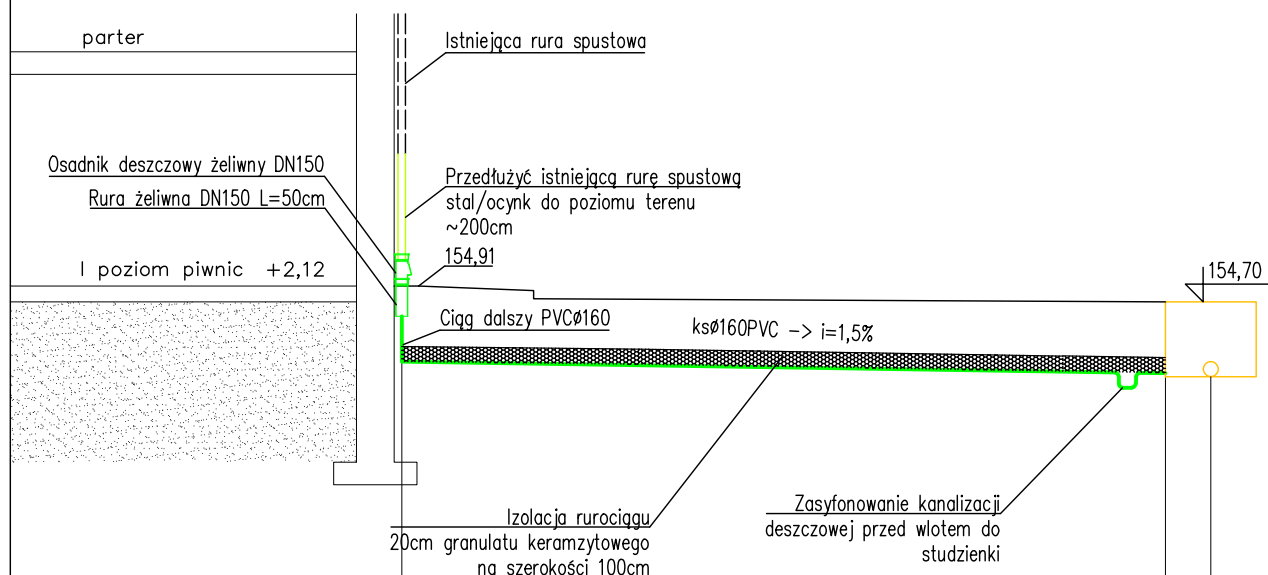 parter
Istniejąca rura spustowa
Osadnik deszczowy żeliwny DN150
Rura żeliwna DN150 L=50cm
Przedłużyć istniejącą rurę spustową
stal/ocynk do poziomu terenu
~200cm
154,91
I poziom piwnic +2,12
154,70
Ciąg dalszy PVCø160
ksø160PVC -> i=1,5%
Izolacja rurociągu
20cm granulatu keramzytowego
na szerokości 100cm
Zasyfonowanie kanalizacji
deszczowej przed wlotem do
studzienki